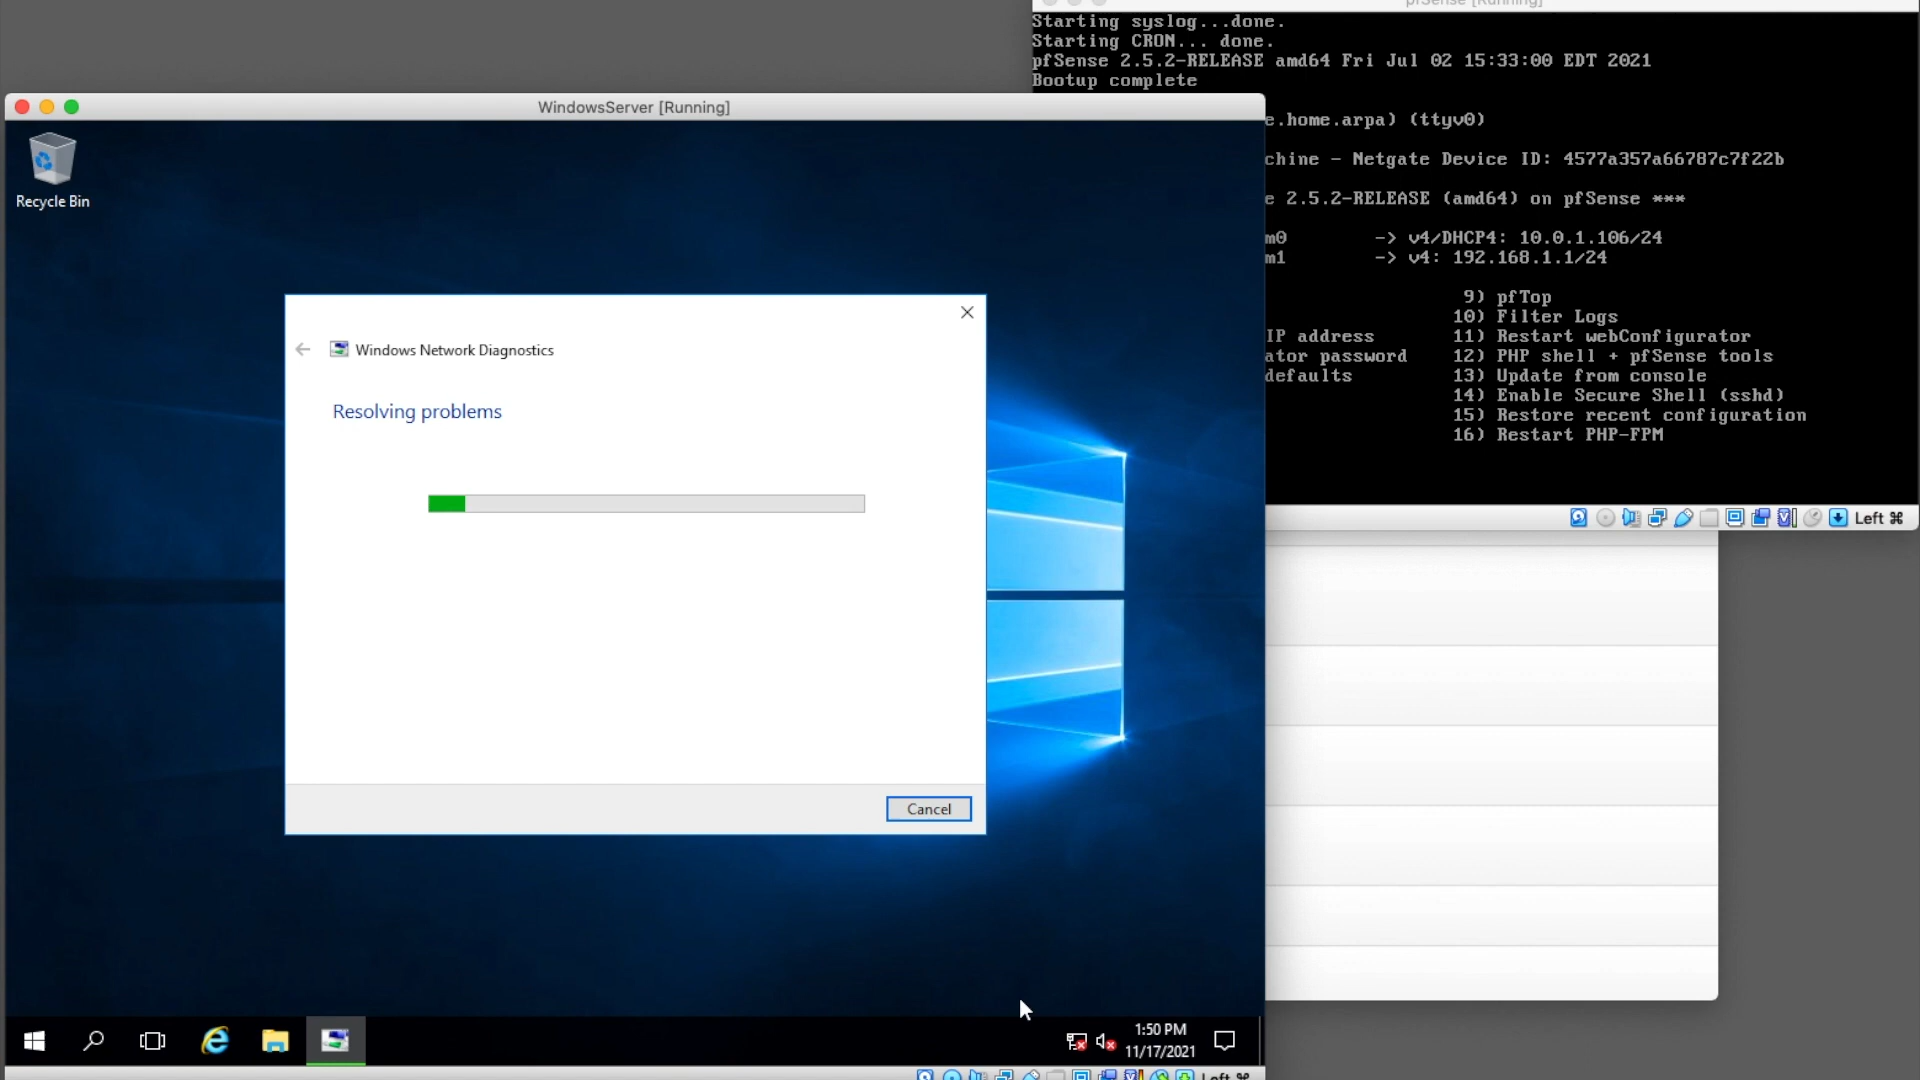 pfSense [Running]
Starting syslog...done.
Starting CRON... done.
pfSense 2.5.2-RELEASE amd64 Fri Jul 02 15:33:00 EDT 2021
Bootup complete
WindowsServer [Running]
e.home.arpa) (ttyv0)
chine - Netgate Device ID: 4577a357a66787c7f22b
e 2.5.2-RELEASE (amd64) on pfSense ***
m0 -> v4/DHCP4: 10.0.1.106/24
m1 -> v4: 192.168.1.1/24
9) pfTop
10) Filter Logs
IP address 11) Restart webConfigurator
ator password 12) PHP shell + pfSense tools
defaults 13) Update from console
14) Enable Secure Shell (sshd)
15) Restore recent configuration
16) Restart PHP-FPM
Left ⌘
Recycle Bin
Windows Network Diagnostics
Resolving problems
Cancel
1:50 PM
11/17/2021
Left ⌘